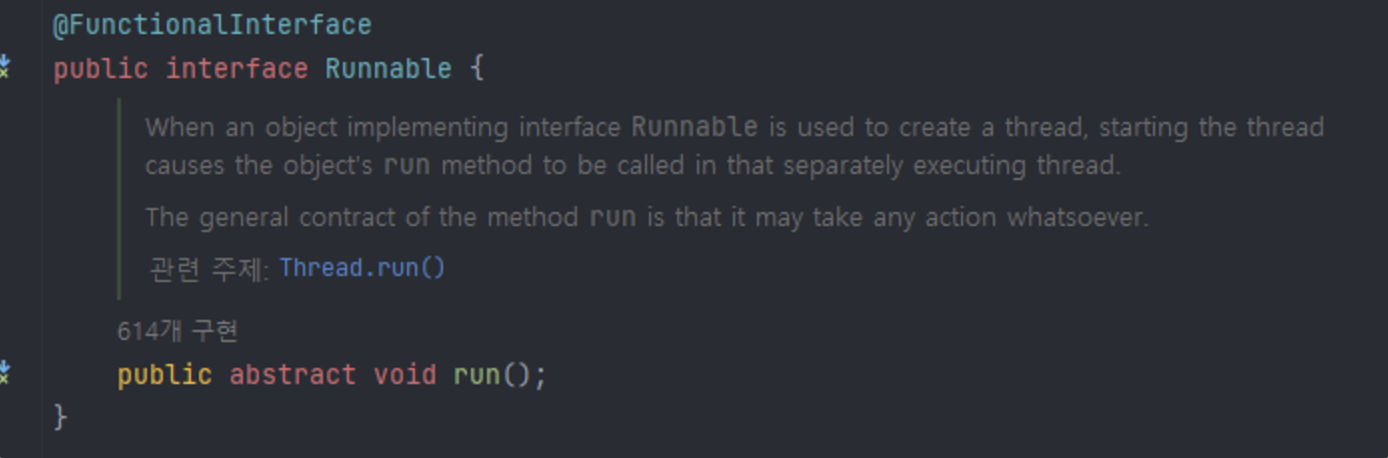 @FunctionalInterface
public interface Runnable {
When an object implementing interface Runnable is used to create a thread, starting the thread
causes the object's run method to be called in that separately executing thread.
The general contract of the method run is that it may take any action whatsoever.
관련 주제: Thread.run()
614개 구현
public abstract void run();
}